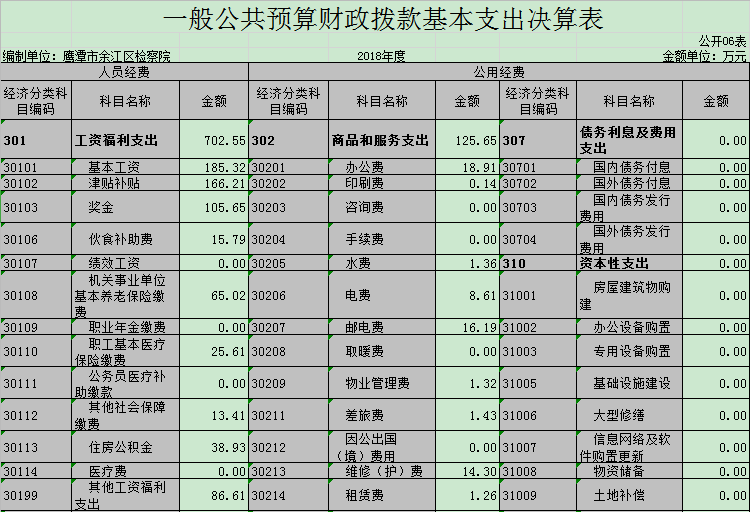 一般公共预算财政拨款基本支出决算表
公开06表
编制单位：鹰潭市余江区检察院 2018年度 金额单位：万元
人员经费 公用经费
经济分类科目编码 科目名称 金额 经济分类科目编码 科目名称 金额 经济分类科目编码 科目名称 金额
301 工资福利支出 702.55 302 商品和服务支出 125.65 307 债务利息及费用支出 0.00
30101 基本工资 185.32 30201 办公费 18.91 30701 国内债务付息 0.00
30102 津贴补贴 166.21 30202 印刷费 0.14 30702 国外债务付息 0.00
30103 奖金 105.65 30203 咨询费 0.00 30703 国内债务发行费用 0.00
30106 伙食补助费 15.79 30204 手续费 0.00 30704 国外债务发行费用 0.00
30107 绩效工资 0.00 30205 水费 1.36 310 资本性支出 0.00
30108 机关事业单位基本养老保险缴费 65.02 30206 电费 8.61 31001 房屋建筑物购建 0.00
30109 职业年金缴费 0.00 30207 邮电费 16.19 31002 办公设备购置 0.00
30110 职工基本医疗保险缴费 25.61 30208 取暖费 0.00 31003 专用设备购置 0.00
30111 公务员医疗补助缴款 0.00 30209 物业管理费 1.32 31005 基础设施建设 0.00
30112 其他社会保障缴费 13.41 30211 差旅费 1.43 31006 大型修缮 0.00
30113 住房公积金 38.93 30212 因公出国（境）费用 0.00 31007 信息网络及软件购置更新 0.00
30114 医疗费 0.00 30213 维修（护）费 14.30 31008 物资储备 0.00
30199 其他工资福利支出 86.61 30214 租赁费 1.26 31009 土地补偿 0.00